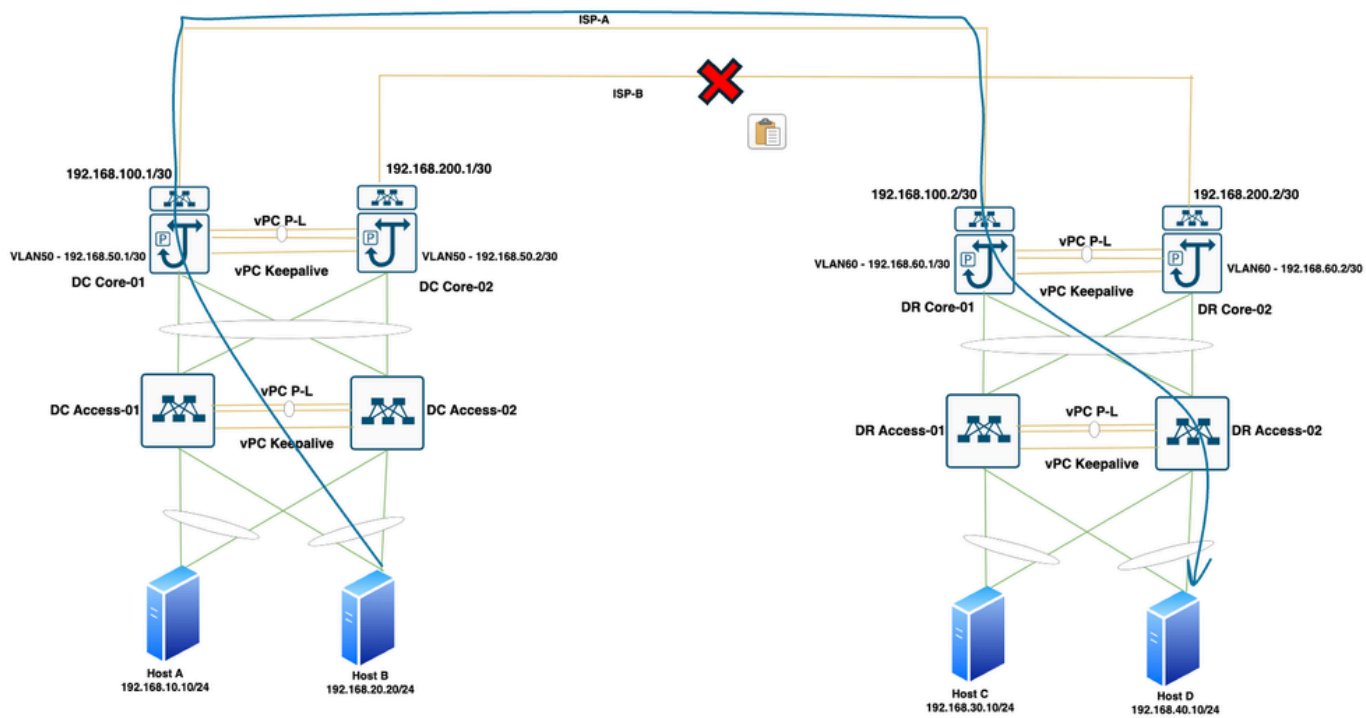 ISP-A
ISP-B
192.168.100.1/30
192.168.200.1/30
192.168.100.2/30
192.168.200.2/30
vPC P-L
P
P
VLAN50 - 192.168.50.1/30
VLAN50 - 192.168.50.2/30
vPC Keepalive
DC Core-01
DC Core-02
vPC P-L
P
P
VLAN60 - 192.168.60.1/30
VLAN60 - 192.168.60.2/30
vPC Keepalive
DR Core-01
DR Core-02
vPC P-L
DC Access-01
DC Access-02
vPC Keepalive
vPC P-L
DR Access-01
DR Access-02
vPC Keepalive
Host A
192.168.10.10/24
Host B
192.168.20.20/24
Host C
192.168.30.10/24
Host D
192.168.40.10/24